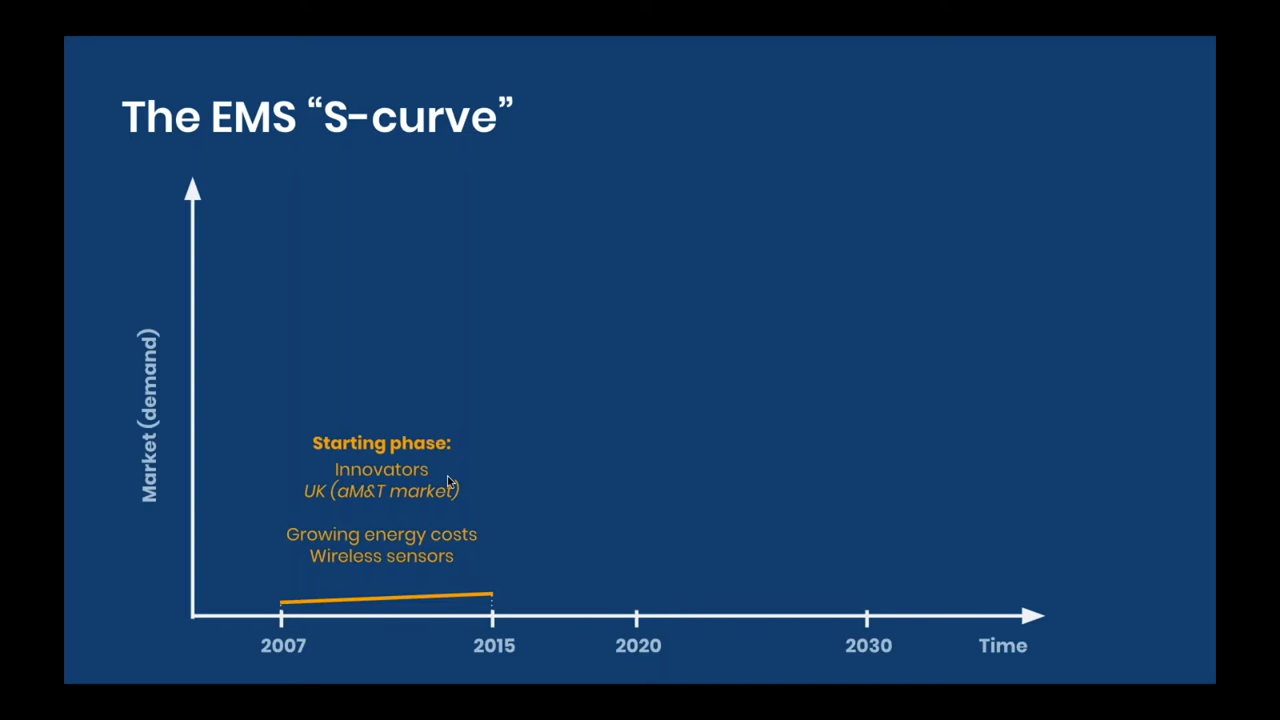 The EMS “S-curve”
Market (demand)
Starting phase:
Innovators
UK (aM&T market)
Growing energy costs
Wireless sensors
2007 2015 2020 2030 Time